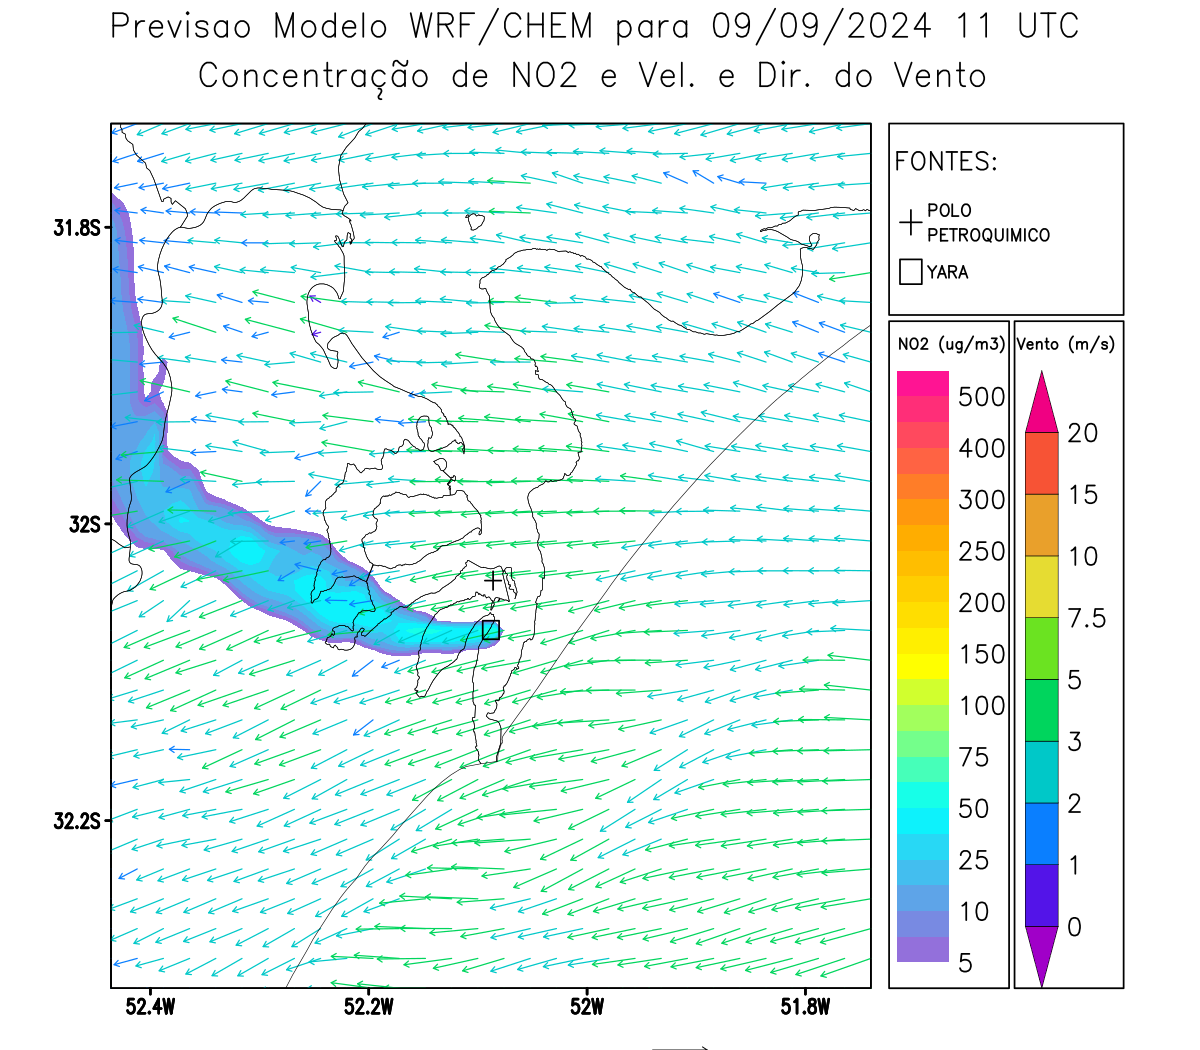 Previsao Modelo WRF/CHEM para 09/09/2024 11 UTC
Concentração de NO2 e Vel. e Dir. do Vento
FONTES:
POLO
PETROQUIMICO
YARA
NO2 (ug/m3)
500
400
300
250
200
150
100
75
50
25
10
5
Vento (m/s)
20
15
10
7.5
5
3
2
1
0
31.8S
32S
32.2S
52.4W
52.2W
52W
51.8W